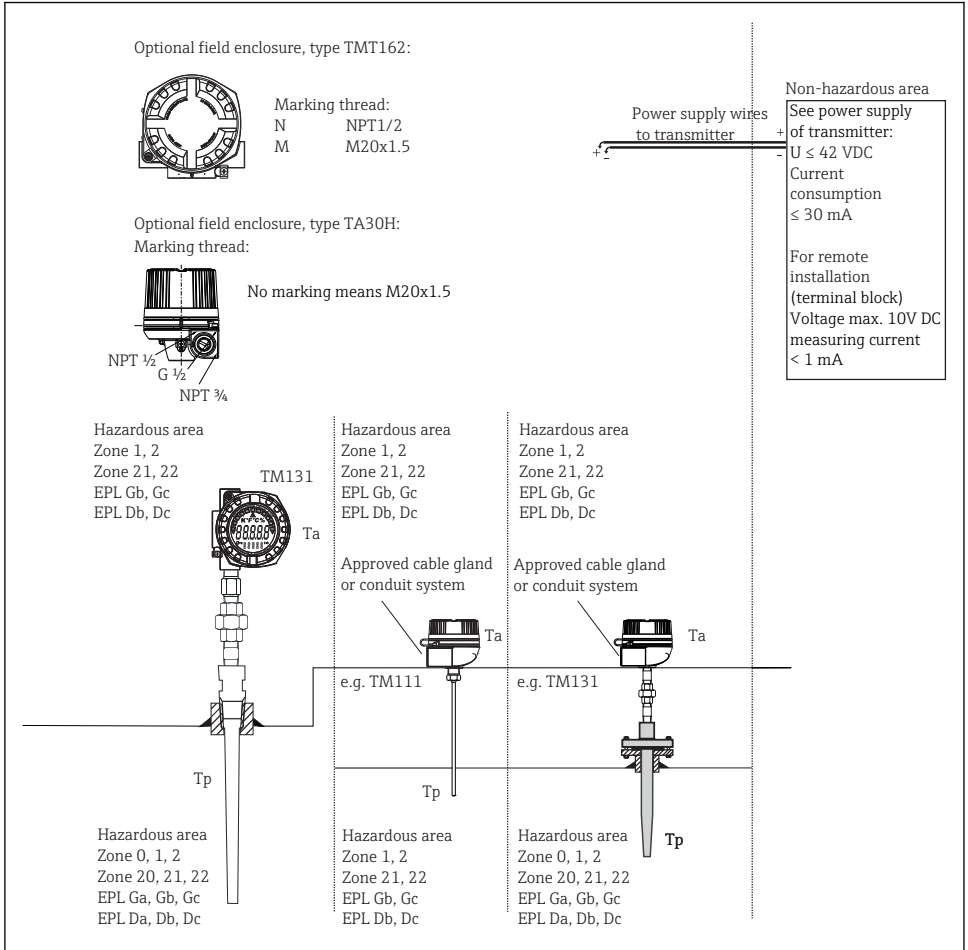 Optional field enclosure, type TMT162:
Marking thread:
N NPT1/2
M M20x1.5
Optional field enclosure, type TA30H:
Marking thread:
No marking means M20x1.5
NPT ½
G ½
NPT ¾
Power supply wires
to transmitter
+
-
+
-
Non-hazardous area
See power supply
of transmitter:
U ≤ 42 VDC
Current
consumption
≤ 30 mA
For remote
installation
(terminal block)
Voltage max. 10V DC
measuring current
< 1 mA
Hazardous area
Zone 1, 2
Zone 21, 22
EPL Gb, Gc
EPL Db, Dc
TM131
Ta
Tp
Hazardous area
Zone 0, 1, 2
Zone 20, 21, 22
EPL Ga, Gb, Gc
EPL Da, Db, Dc
Hazardous area
Zone 1, 2
Zone 21, 22
EPL Gb, Gc
EPL Db, Dc
Approved cable gland
or conduit system
Ta
e.g. TM111
Tp
Hazardous area
Zone 1, 2
Zone 21, 22
EPL Gb, Gc
EPL Db, Dc
Hazardous area
Zone 1, 2
Zone 21, 22
EPL Gb, Gc
EPL Db, Dc
Approved cable gland
or conduit system
Ta
e.g. TM131
Tp
Hazardous area
Zone 0, 1, 2
Zone 20, 21, 22
EPL Ga, Gb, Gc
EPL Da, Db, Dc